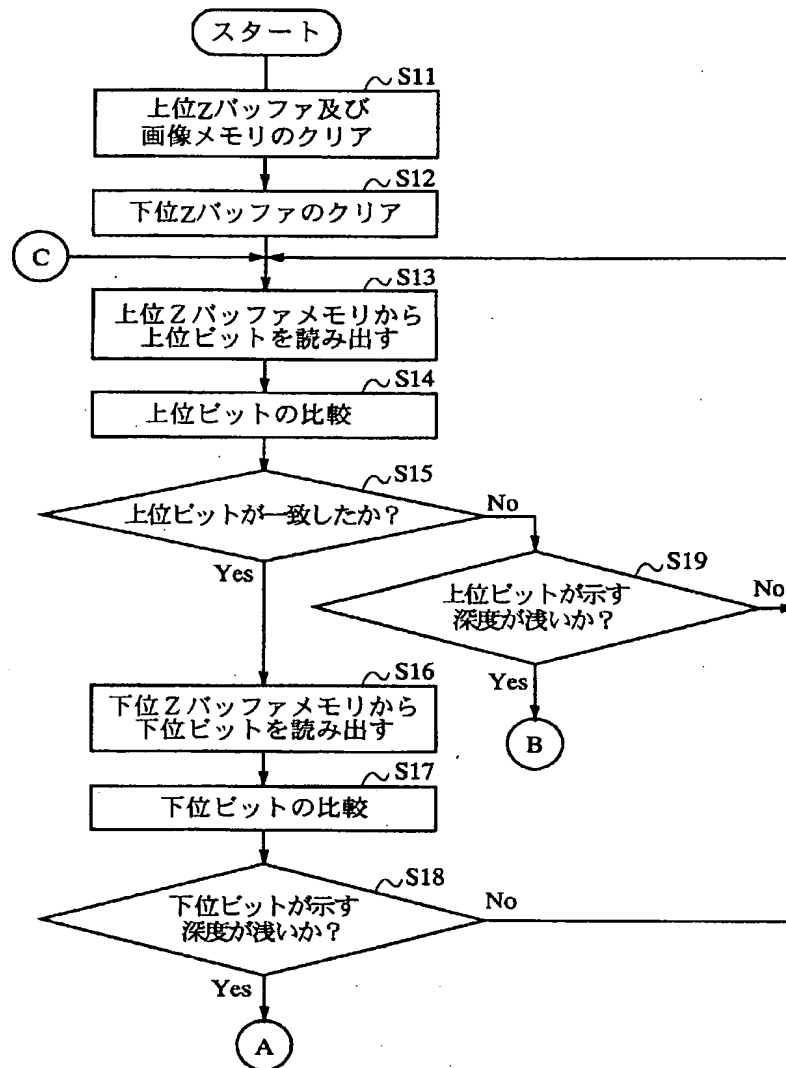 スタート
S11
上位Zバッファ及び
画像メモリのクリア
S12
下位Zバッファのクリア
C
S13
上位Zバッファメモリから
上位ビットを読み出す
S14
上位ビットの比較
S15
上位ビットが一致したか？
No
Yes
S19
上位ビットが示す
深度が浅いか？
No
Yes
B
S16
下位Zバッファメモリから
下位ビットを読み出す
S17
下位ビットの比較
S18
下位ビットが示す
深度が浅いか？
No
Yes
A